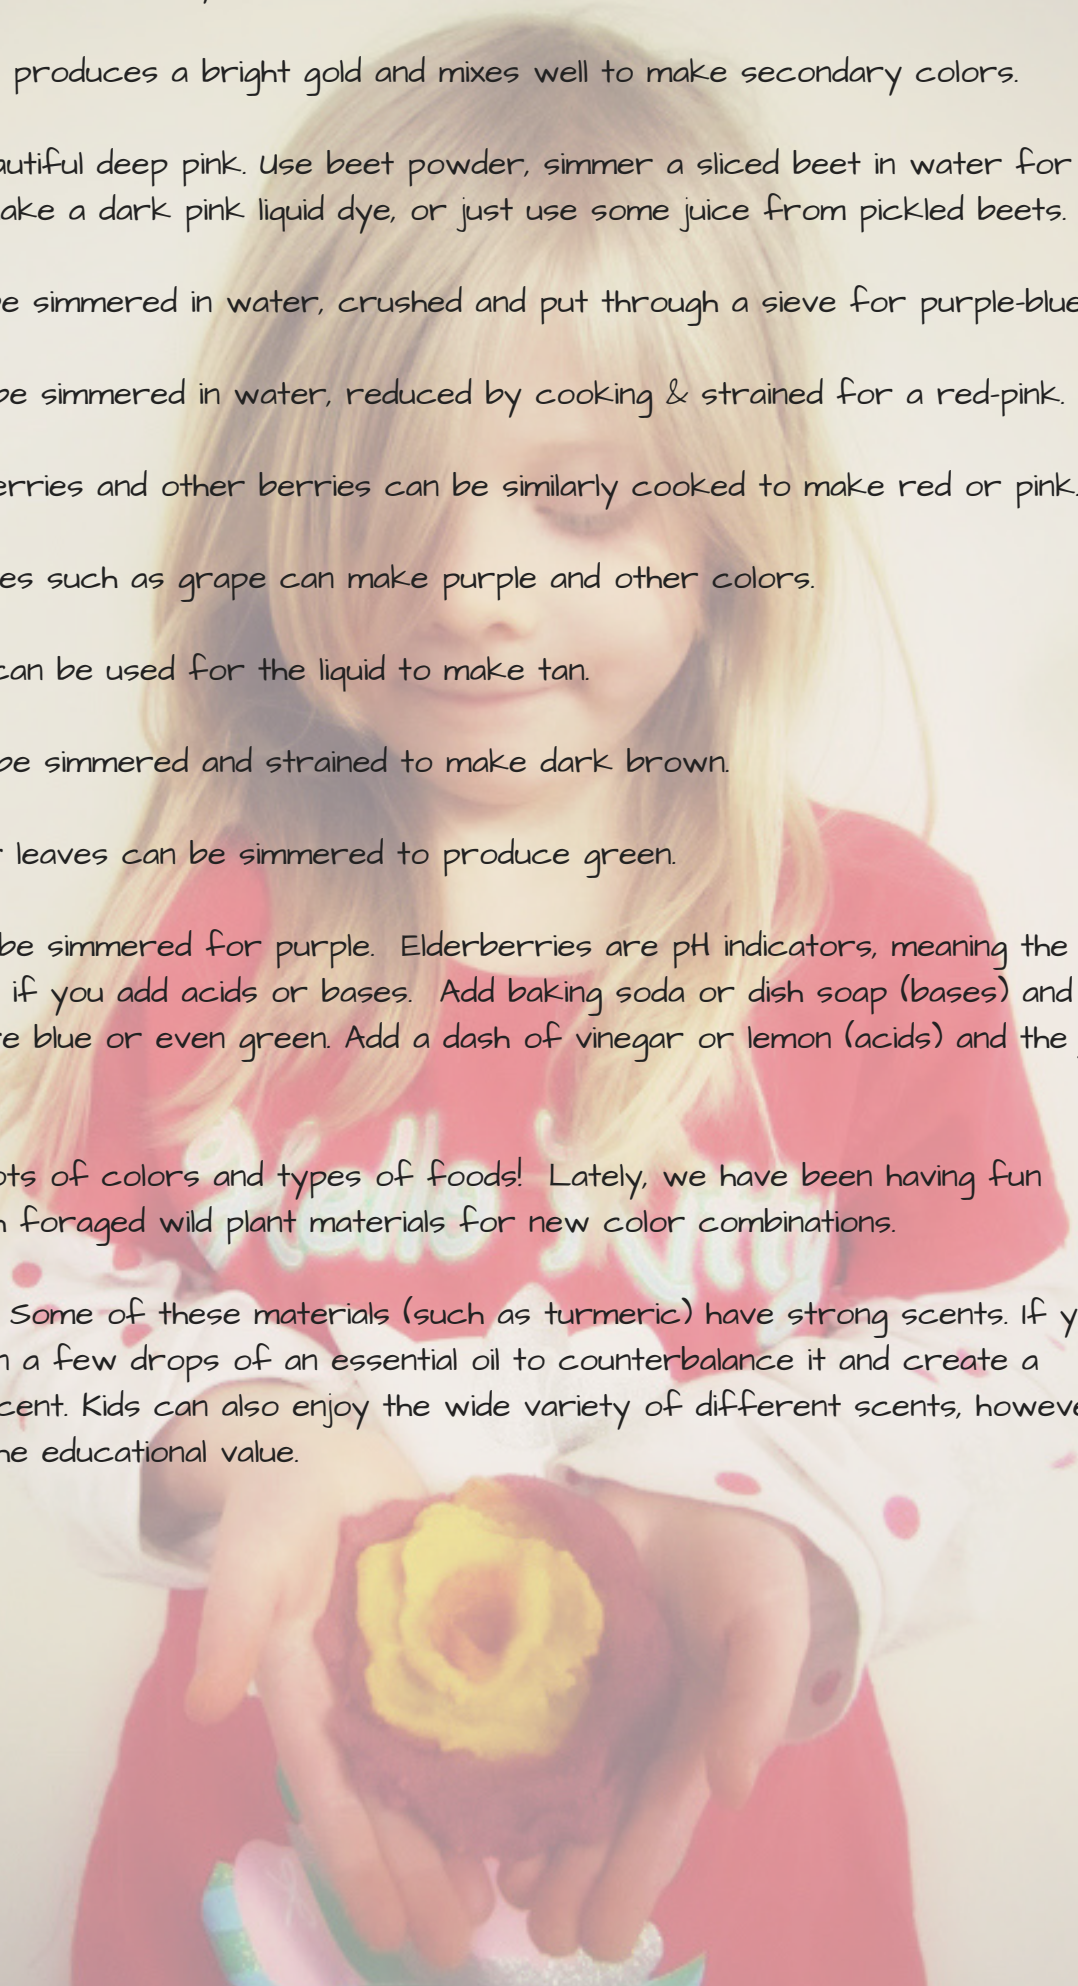 produces a bright gold and mixes well to make secondary colors.
autiful deep pink. Use beet powder, simmer a sliced beet in water for
ake a dark pink liquid dye, or just use some juice from pickled beets.
be simmered in water, crushed and put through a sieve for purple-blue
be simmered in water, reduced by cooking & strained for a red-pink.
erries and other berries can be similarly cooked to make red or pink.
es such as grape can make purple and other colors.
can be used for the liquid to make tan.
be simmered and strained to make dark brown.
r leaves can be simmered to produce green.
be simmered for purple. Elderberries are pH indicators, meaning the
if you add acids or bases. Add baking soda or dish soap (bases) and
re blue or even green. Add a dash of vinegar or lemon (acids) and the
Hello Kitty
ots of colors and types of foods! Lately, we have been having fun
h foraged wild plant materials for new color combinations.
Some of these materials (such as turmeric) have strong scents. If y
n a few drops of an essential oil to counterbalance it and create a
cent. Kids can also enjoy the wide variety of different scents, howeve
he educational value.